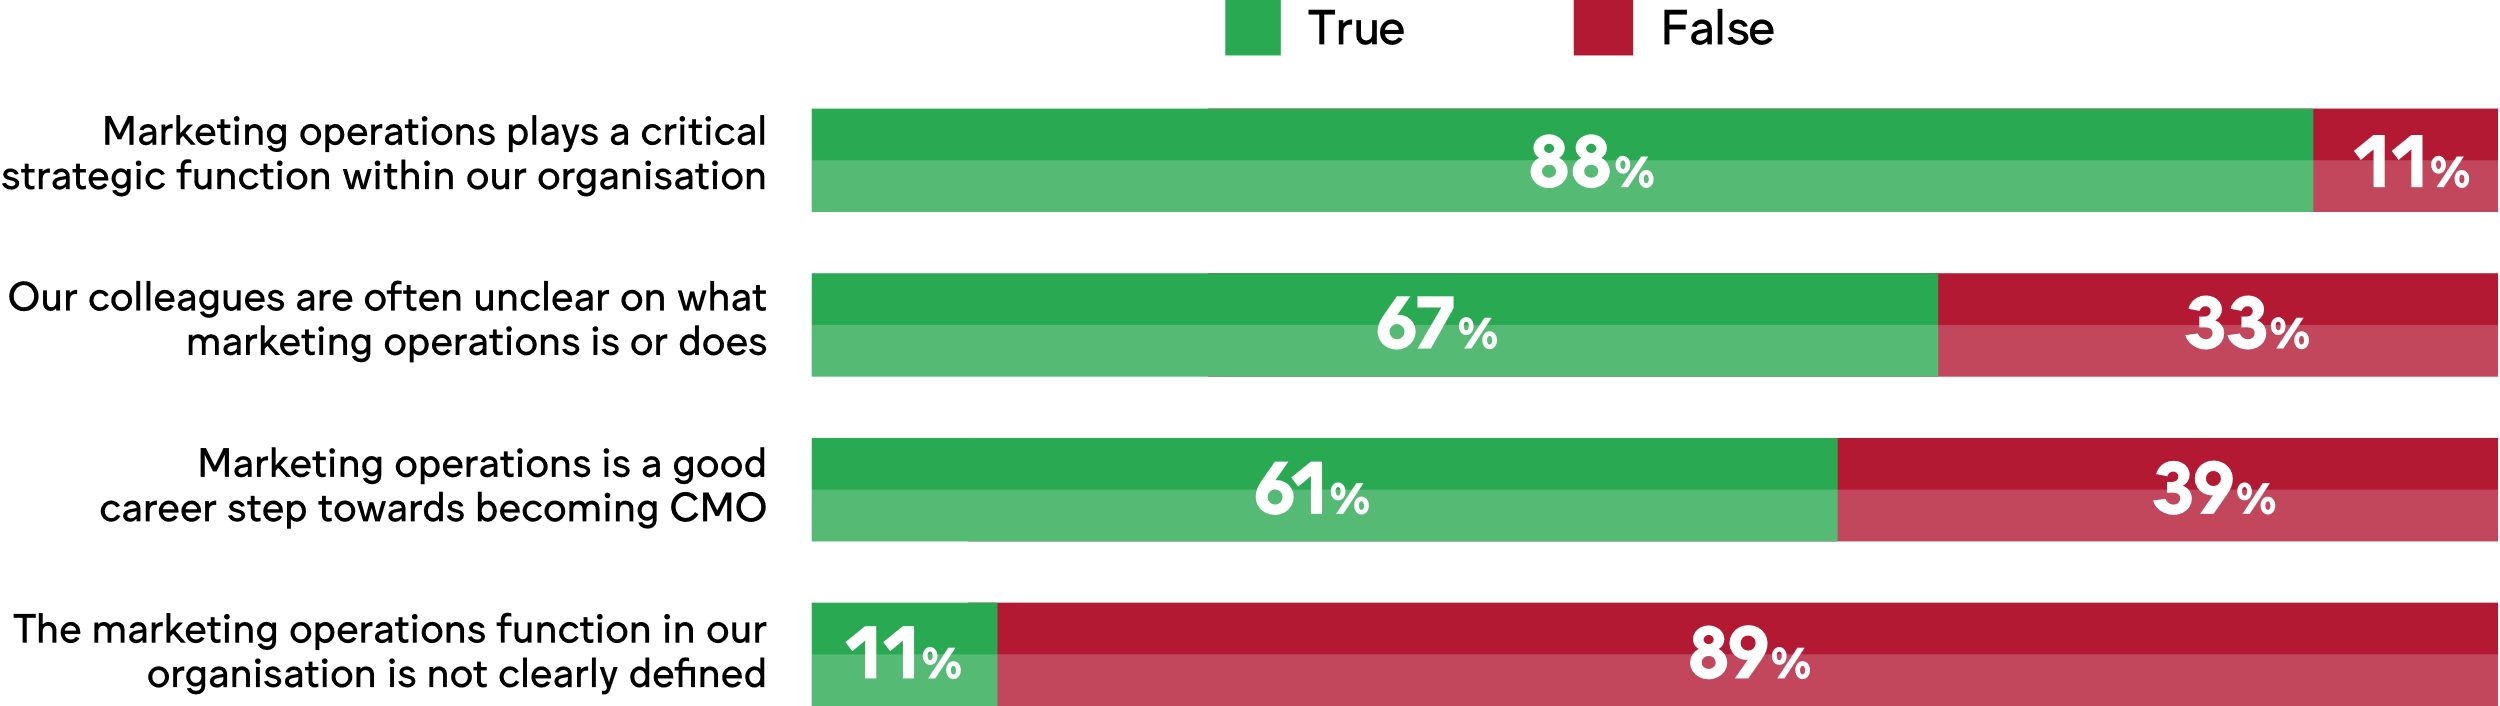 True False
Marketing operations plays a critical
strategic function within our organisation
88% 11%
Our colleagues are often unclear on what
marketing operations is or does
67% 33%
Marketing operations is a good
career step towards becoming CMO
61% 39%
The marketing operations function in our
organisation is not clearly defined
11% 89%